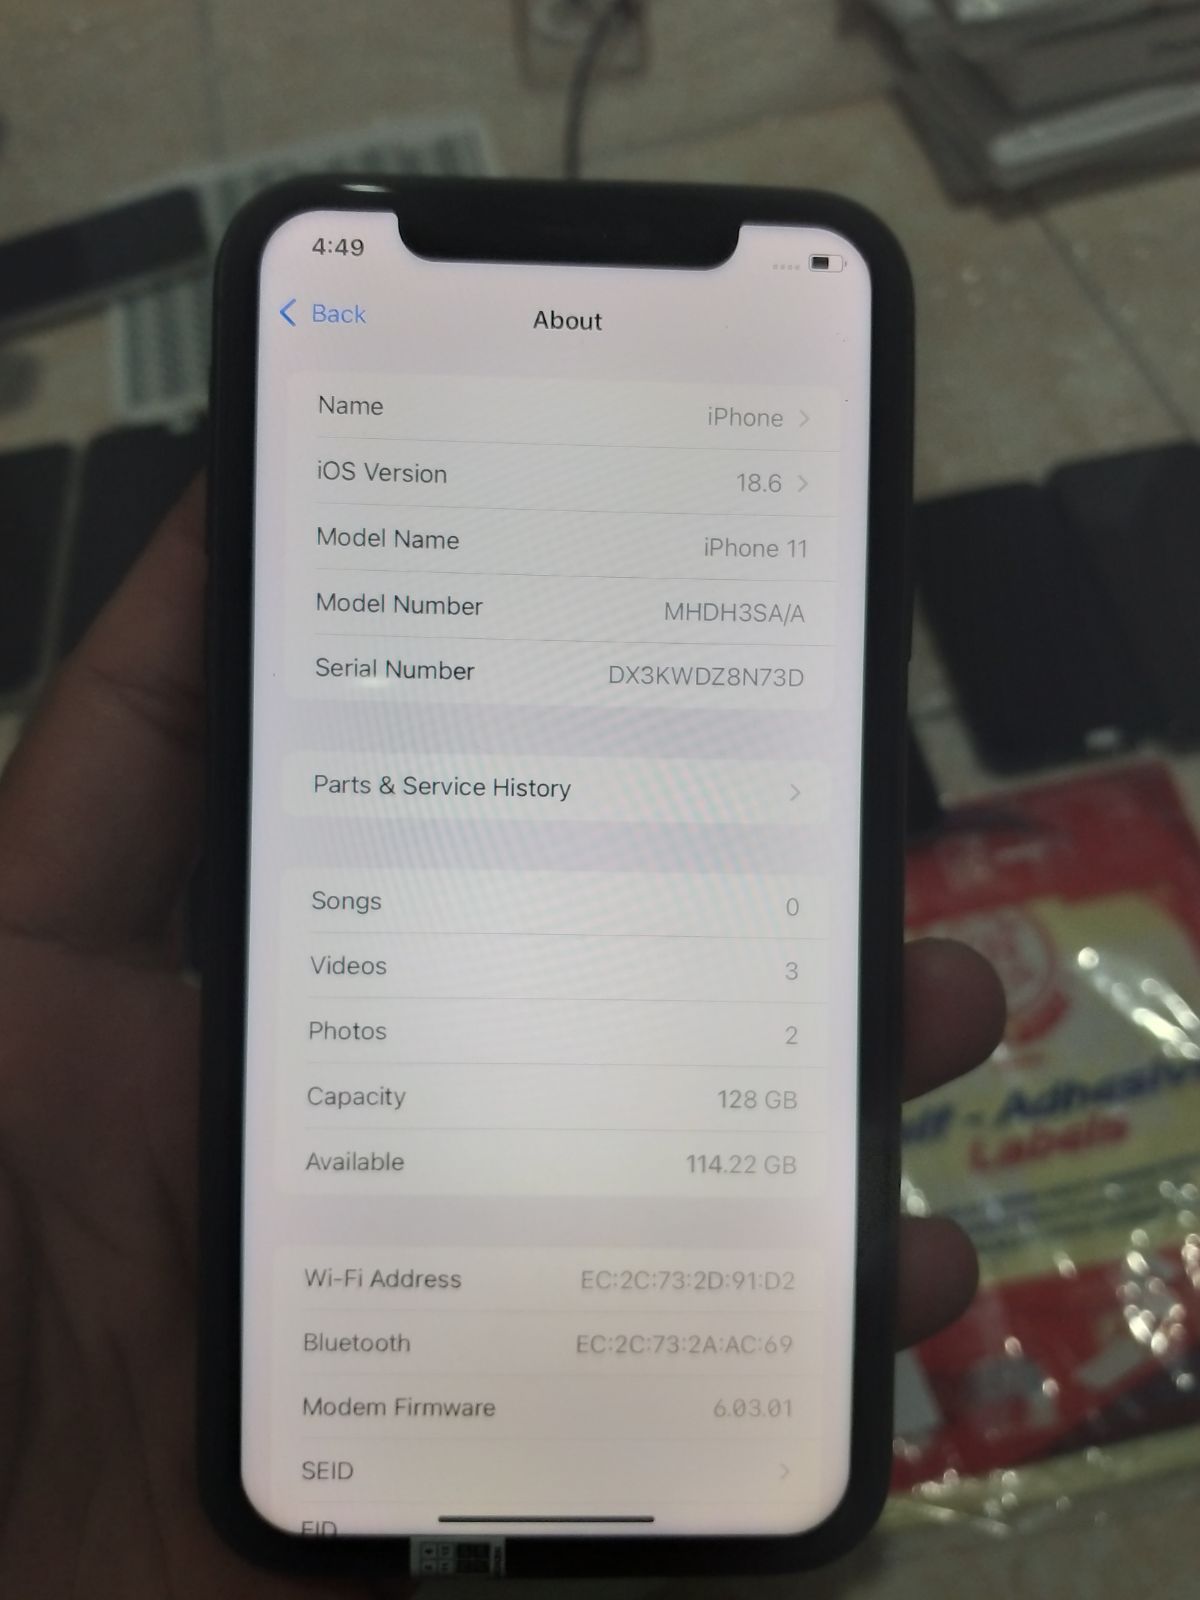 4:49
Back
About
Name iPhone
iOS Version 18.6
Model Name iPhone 11
Model Number MHDH3SA/A
Serial Number DX3KWDZ8N73D
Parts & Service History
Songs 0
Videos 3
Photos 2
Capacity 128 GB
Available 114.22 GB
Wi-Fi Address EC:2C:73:2D:91:D2
Bluetooth EC:2C:73:2A:AC:69
Modem Firmware 6.03.01
SEID
EID
- Adhesive
Labels